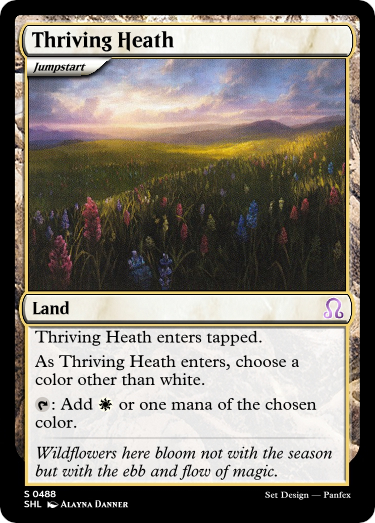 Thriving Heath
Jumpstart
Land
Thriving Heath enters tapped.
As Thriving Heath enters, choose a
color other than white.
: Add or one mana of the chosen
color.
Wildflowers here bloom not with the season
but with the ebb and flow of magic.
S 0488
SHL Alayna Danner
Set Design — Panfex